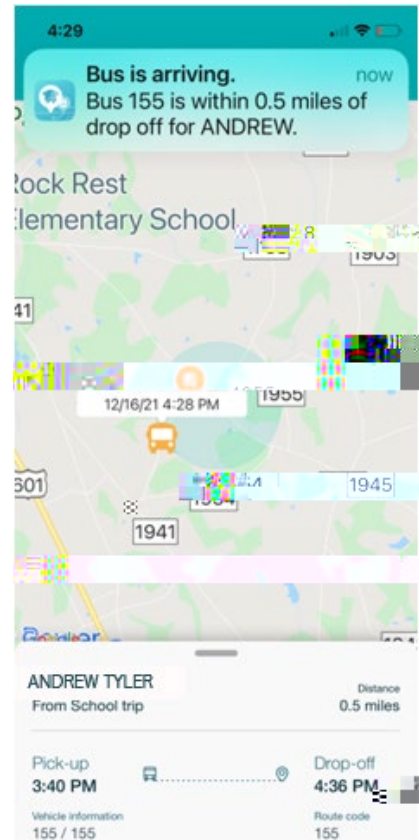 4:29
Bus is arriving.
now
Bus 155 is within 0.5 miles of
drop off for ANDREW.
Rock Rest
Elementary School
1903
41
1955
12/16/21 4:28 PM
601
1945
1941
ANDREW TYLER
Distance
From School trip
0.5 miles
Pick-up
Drop-off
3:40 PM
4:36 PM
Vehicle information
Route code
155 / 155
155